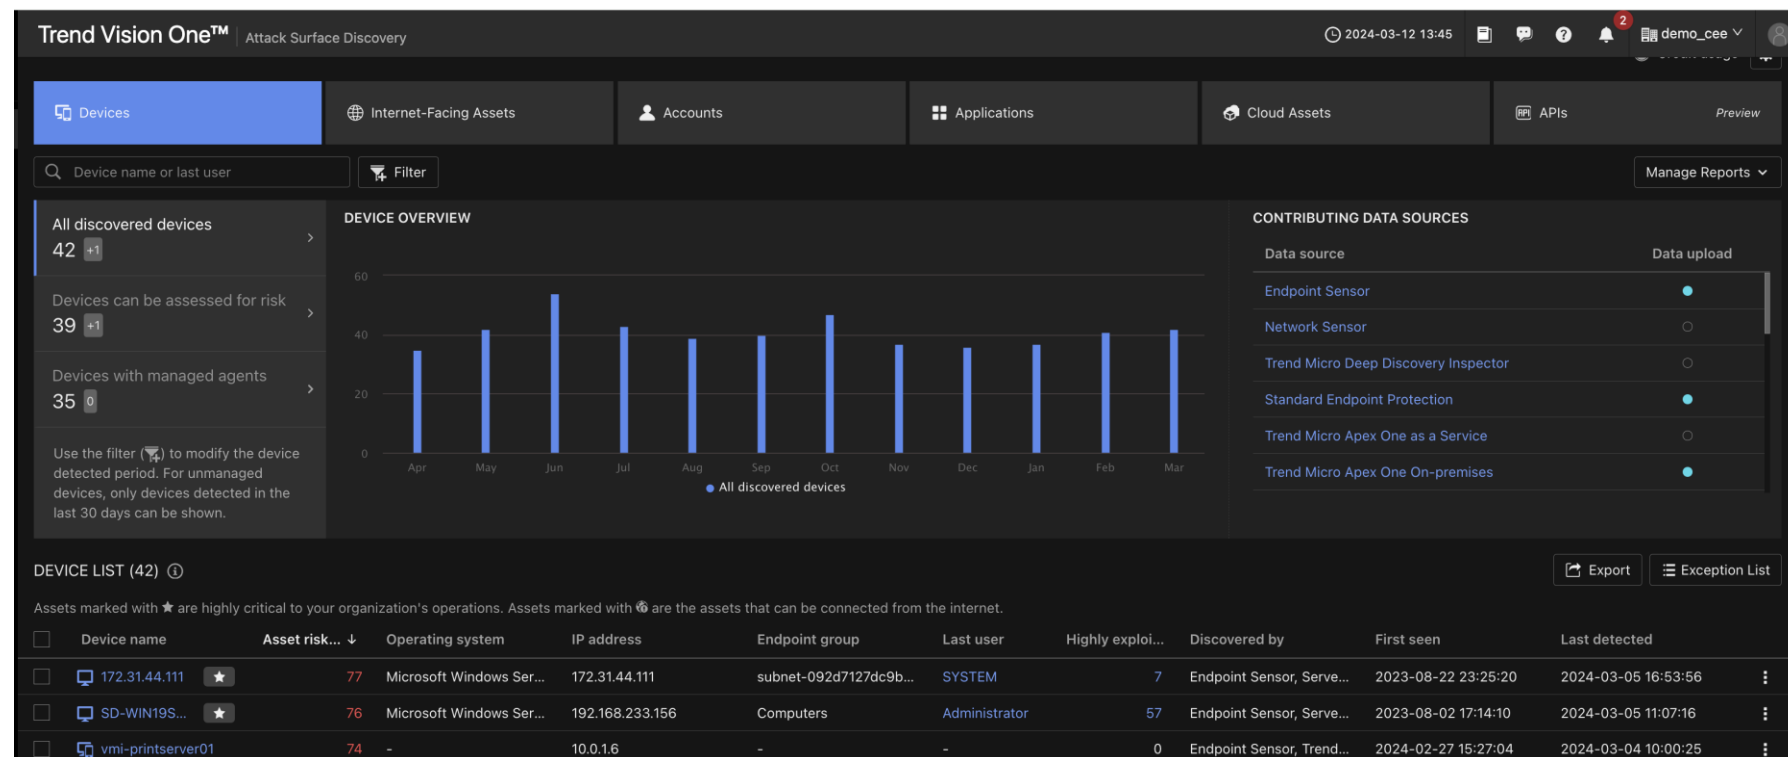 Trend Vision One™ | Attack Surface Discovery
2024-03-12 13:45
2
demo_cee
Devices
Internet-Facing Assets
Accounts
Applications
Cloud Assets
APIs
Preview
Device name or last user
Filter
Manage Reports
All discovered devices
42 +1
Devices can be assessed for risk
39 +1
Devices with managed agents
35 0
Use the filter ( ) to modify the device
detected period. For unmanaged
devices, only devices detected in the
last 30 days can be shown.
DEVICE OVERVIEW
60
40
20
0
Apr May Jun Jul Aug Sep Oct Nov Dec Jan Feb Mar
All discovered devices
CONTRIBUTING DATA SOURCES
Data source Data upload
Endpoint Sensor
Network Sensor
Trend Micro Deep Discovery Inspector
Standard Endpoint Protection
Trend Micro Apex One as a Service
Trend Micro Apex One On-premises
DEVICE LIST (42)
Export
Exception List
Assets marked with ★ are highly critical to your organization's operations. Assets marked with are the assets that can be connected from the internet.
Device name Asset risk... ↓ Operating system IP address Endpoint group Last user Highly exploi... Discovered by First seen Last detected
172.31.44.111 ★ 77 Microsoft Windows Ser... 172.31.44.111 subnet-092d7127dc9b... SYSTEM 7 Endpoint Sensor, Serve... 2023-08-22 23:25:20 2024-03-05 16:53:56
SD-WIN19S... ★ 76 Microsoft Windows Ser... 192.168.233.156 Computers Administrator 57 Endpoint Sensor, Serve... 2023-08-02 17:14:10 2024-03-05 11:07:16
vmi-printserver01 74 - 10.0.1.6 - - 0 Endpoint Sensor, Trend... 2024-02-27 15:27:04 2024-03-04 10:00:25